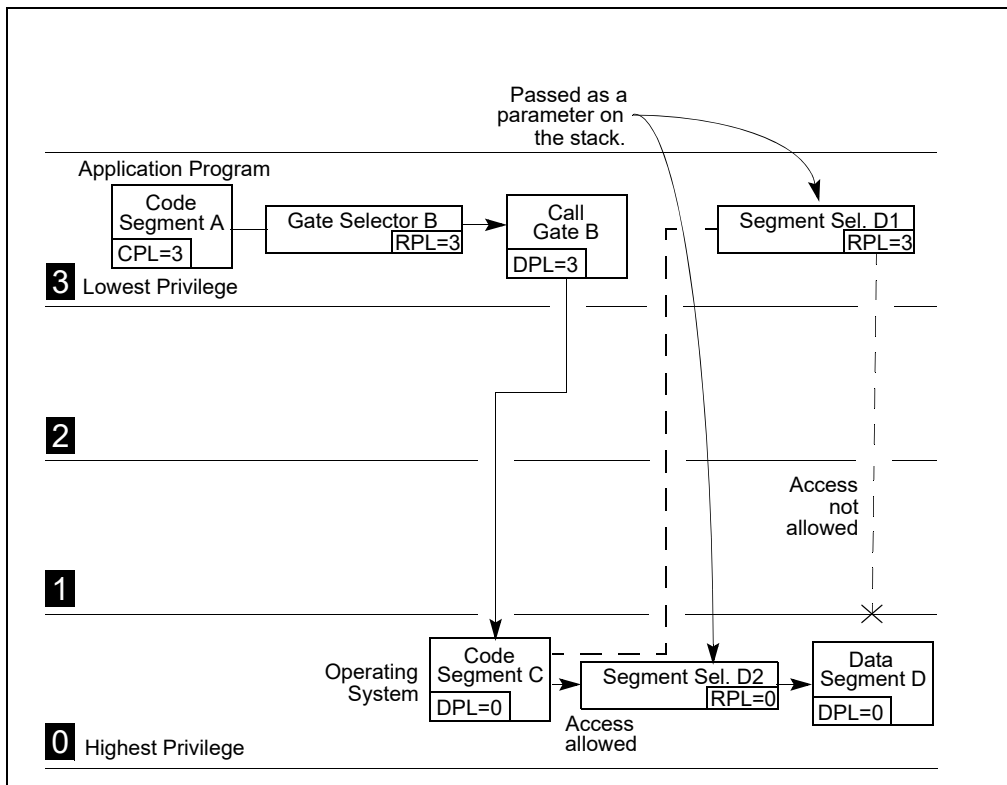 Passed as a
parameter on
the stack.
Application Program
Code
Segment A
CPL=3
Gate Selector B
RPL=3
Call
Gate B
DPL=3
Segment Sel. D1
RPL=3
3
Lowest Privilege
2
Access
not
allowed
1
Operating
System
Code
Segment C
DPL=0
Segment Sel. D2
RPL=0
Access
allowed
Data
Segment D
DPL=0
0
Highest Privilege